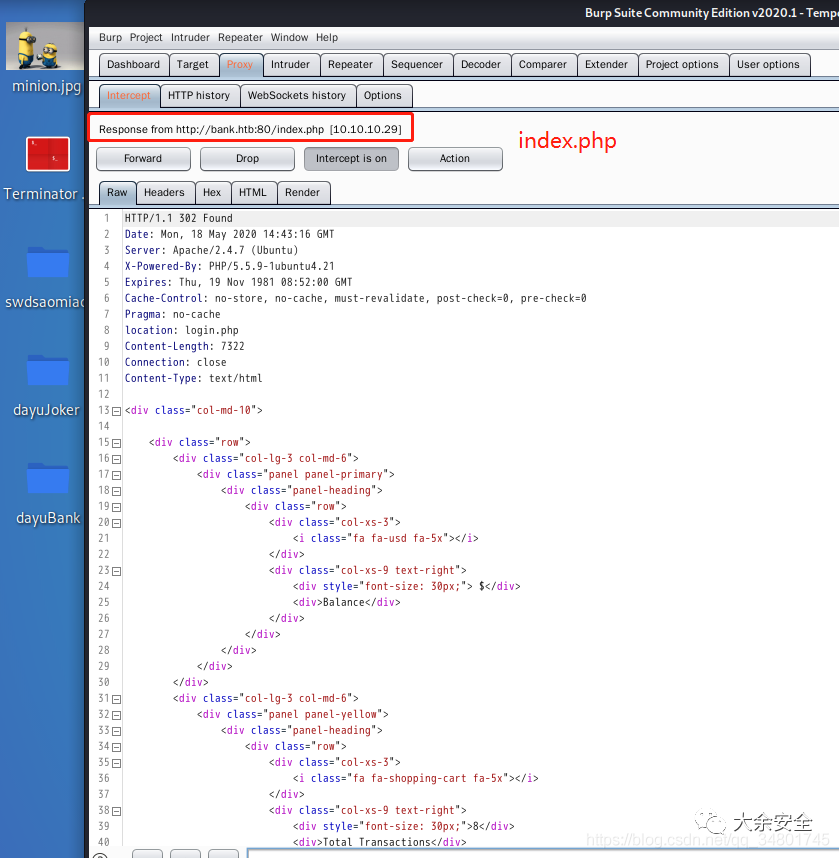 Burp Suite Community Edition v2020.1 - Tempo
Burp Project Intruder Repeater Window Help
Dashboard Target Proxy Intruder Repeater Sequencer Decoder Comparer Extender Project options User options
Intercept HTTP history WebSockets history Options
Response from http://bank.htb:80/index.php [10.10.10.29]
index.php
Forward Drop Intercept is on Action
Raw Headers Hex HTML Render
1 HTTP/1.1 302 Found
2 Date: Mon, 18 May 2020 14:43:16 GMT
3 Server: Apache/2.4.7 (Ubuntu)
4 X-Powered-By: PHP/5.5.9-1ubuntu4.21
5 Expires: Thu, 19 Nov 1981 08:52:00 GMT
6 Cache-Control: no-store, no-cache, must-revalidate, post-check=0, pre-check=0
7 Pragma: no-cache
8 location: login.php
9 Content-Length: 7322
10 Connection: close
11 Content-Type: text/html
12
13 <div class="col-md-10">
14
15 <div class="row">
16 <div class="col-lg-3 col-md-6">
17 <div class="panel panel-primary">
18 <div class="panel-heading">
19 <div class="row">
20 <div class="col-xs-3">
21 <i class="fa fa-usd fa-5x"></i>
22 </div>
23 <div class="col-xs-9 text-right">
24 <div style="font-size: 30px;"> $</div>
25 <div>Balance</div>
26 </div>
27 </div>
28 </div>
29 </div>
30 </div>
31 <div class="col-lg-3 col-md-6">
32 <div class="panel panel-yellow">
33 <div class="panel-heading">
34 <div class="row">
35 <div class="col-xs-3">
36 <i class="fa fa-shopping-cart fa-5x"></i>
37 </div>
38 <div class="col-xs-9 text-right">
39 <div style="font-size: 30px;">8</div>
40 <div>Total Transactions</div>
minion.jpg
Terminator .
swdsaomiao
dayuJoker
dayuBank
大余安全
https://blog.csdn.net/qq_34801745